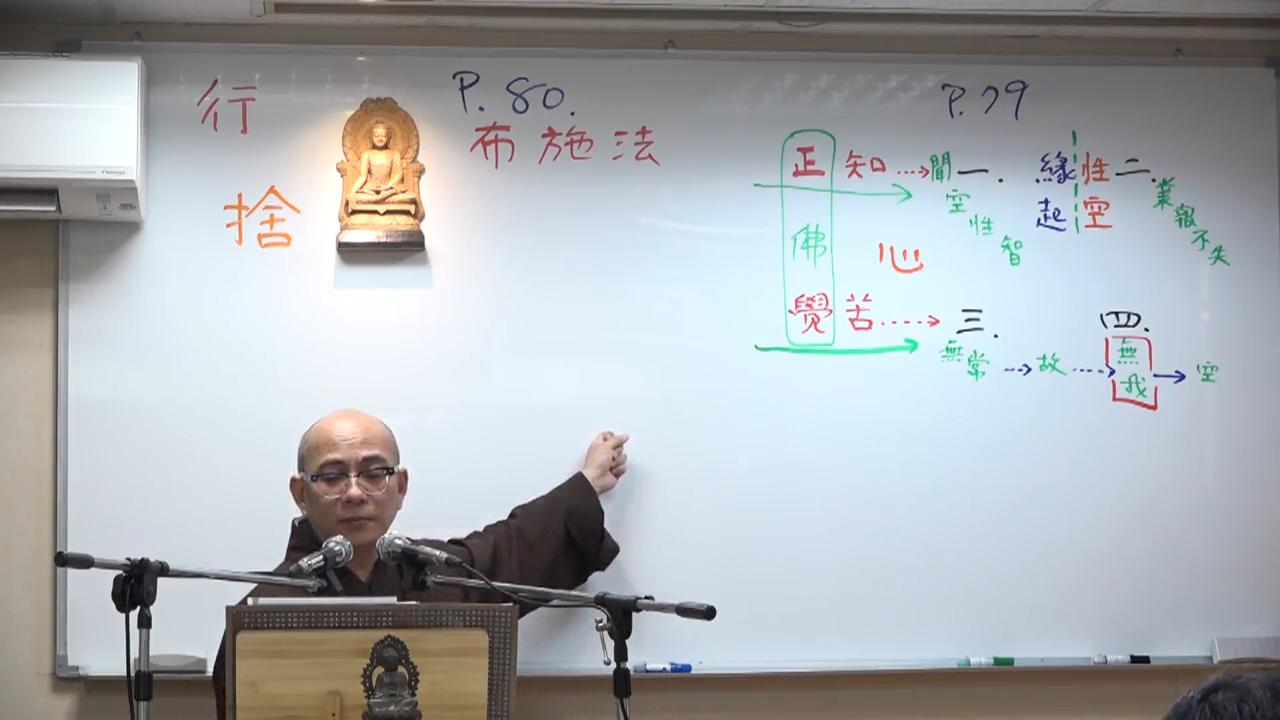 行
捨
P.80.
布施法
P.79
正知┈→聞一. 緣性二.
空性智 起空 業報不失
佛 心
覺苦┈→三. 四.
無常┈→故┈→無我→空